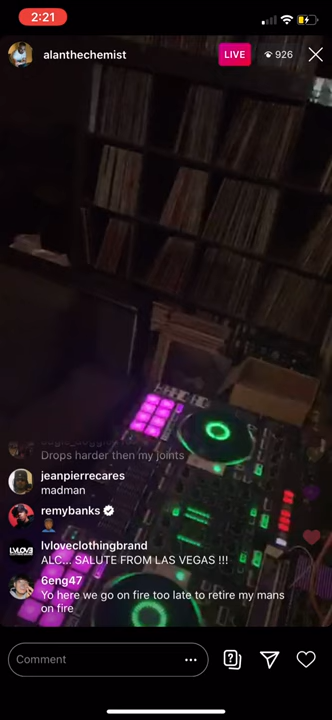 2:21
alanthechemist
LIVE
926
Drops harder then my joints
jeanpierrecares
madman
remybanks
lvloveclothingbrand
ALC... SALUTE FROM LAS VEGAS !!!
6eng47
Yo here we go on fire too late to retire my mans
on fire
Comment